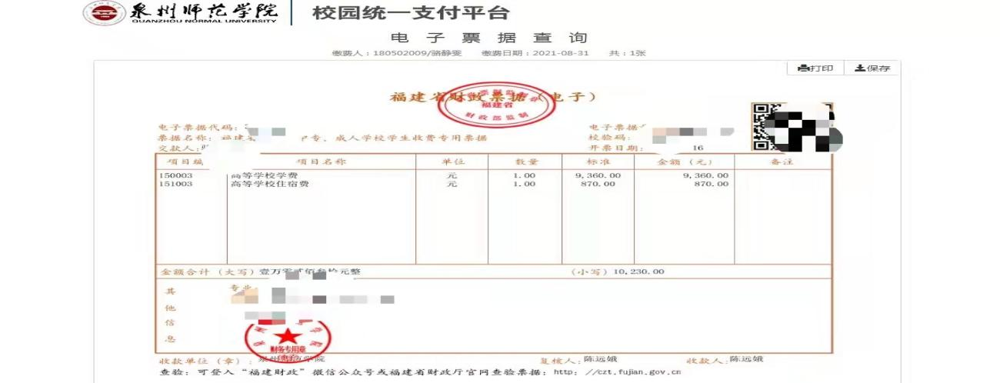 泉州师范学院 校园统一支付平台
QUANZHOU NORMAL UNIVERSITY
电子票据查询
缴费人：180502009/骆静雯 缴费日期：2021-08-31 共：1张
打印 保存
福建省财政票据（电子）
福建省
财政部监制
电子票据代码： 电子票据
票据名称：福建 中专、成人学校学生收费专用票据 校验码：
交款人： 开票日期： 16
项目编 项目名称 单位 数量 标准 金额（元） 备注
150003 高等学校学费 元 1.00 9,360.00 9,360.00
151003 高等学校住宿费 元 1.00 870.00 870.00
金额合计（大写）壹万零贰佰叁拾元整 （小写）10,230.00
其他信息
专业：
财务专用章
收款单位（章）：泉州师范学院 复核人：陈远娥 收款人：陈远娥
查验：可登入“福建财政”微信公众号或福建省财政厅官网查验票据：http：//czt.fujian.gov.cn